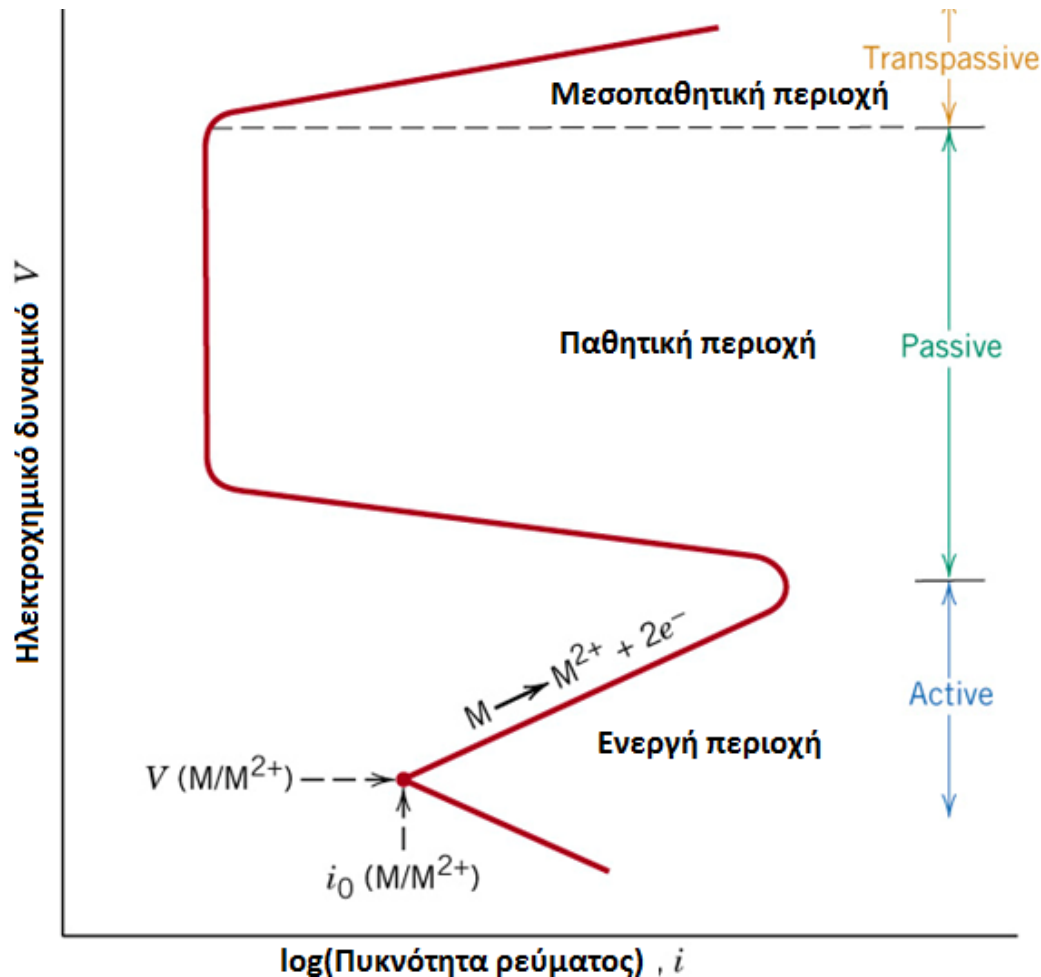 Transpassive
Μεσοπαθητική περιοχή
Ηλεκτροχημικό δυναμικό V
Παθητική περιοχή
Passive
M → M²⁺ + 2e⁻
Active
Ενεργή περιοχή
V (M/M²⁺)
i₀ (M/M²⁺)
log(Πυκνότητα ρεύματος) , i